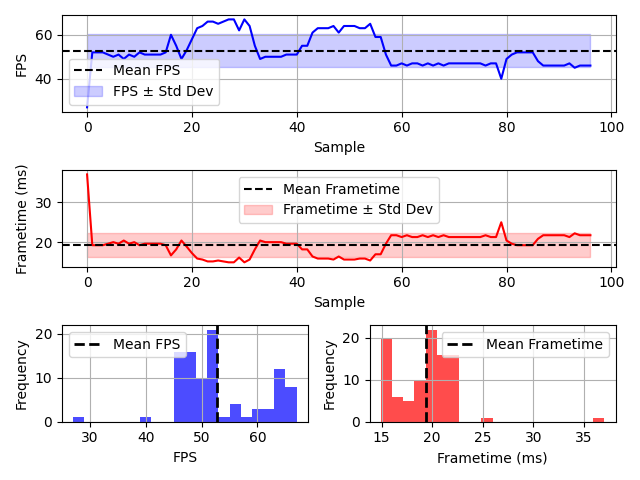 60
40
FPS
Mean FPS
FPS ± Std Dev
0 20 40 60 80 100
Sample
30
20
Frametime (ms)
Mean Frametime
Frametime ± Std Dev
0 20 40 60 80 100
Sample
20
10
0
Frequency
Mean FPS
30 40 50 60
FPS
20
10
0
Frequency
Mean Frametime
15 20 25 30 35
Frametime (ms)